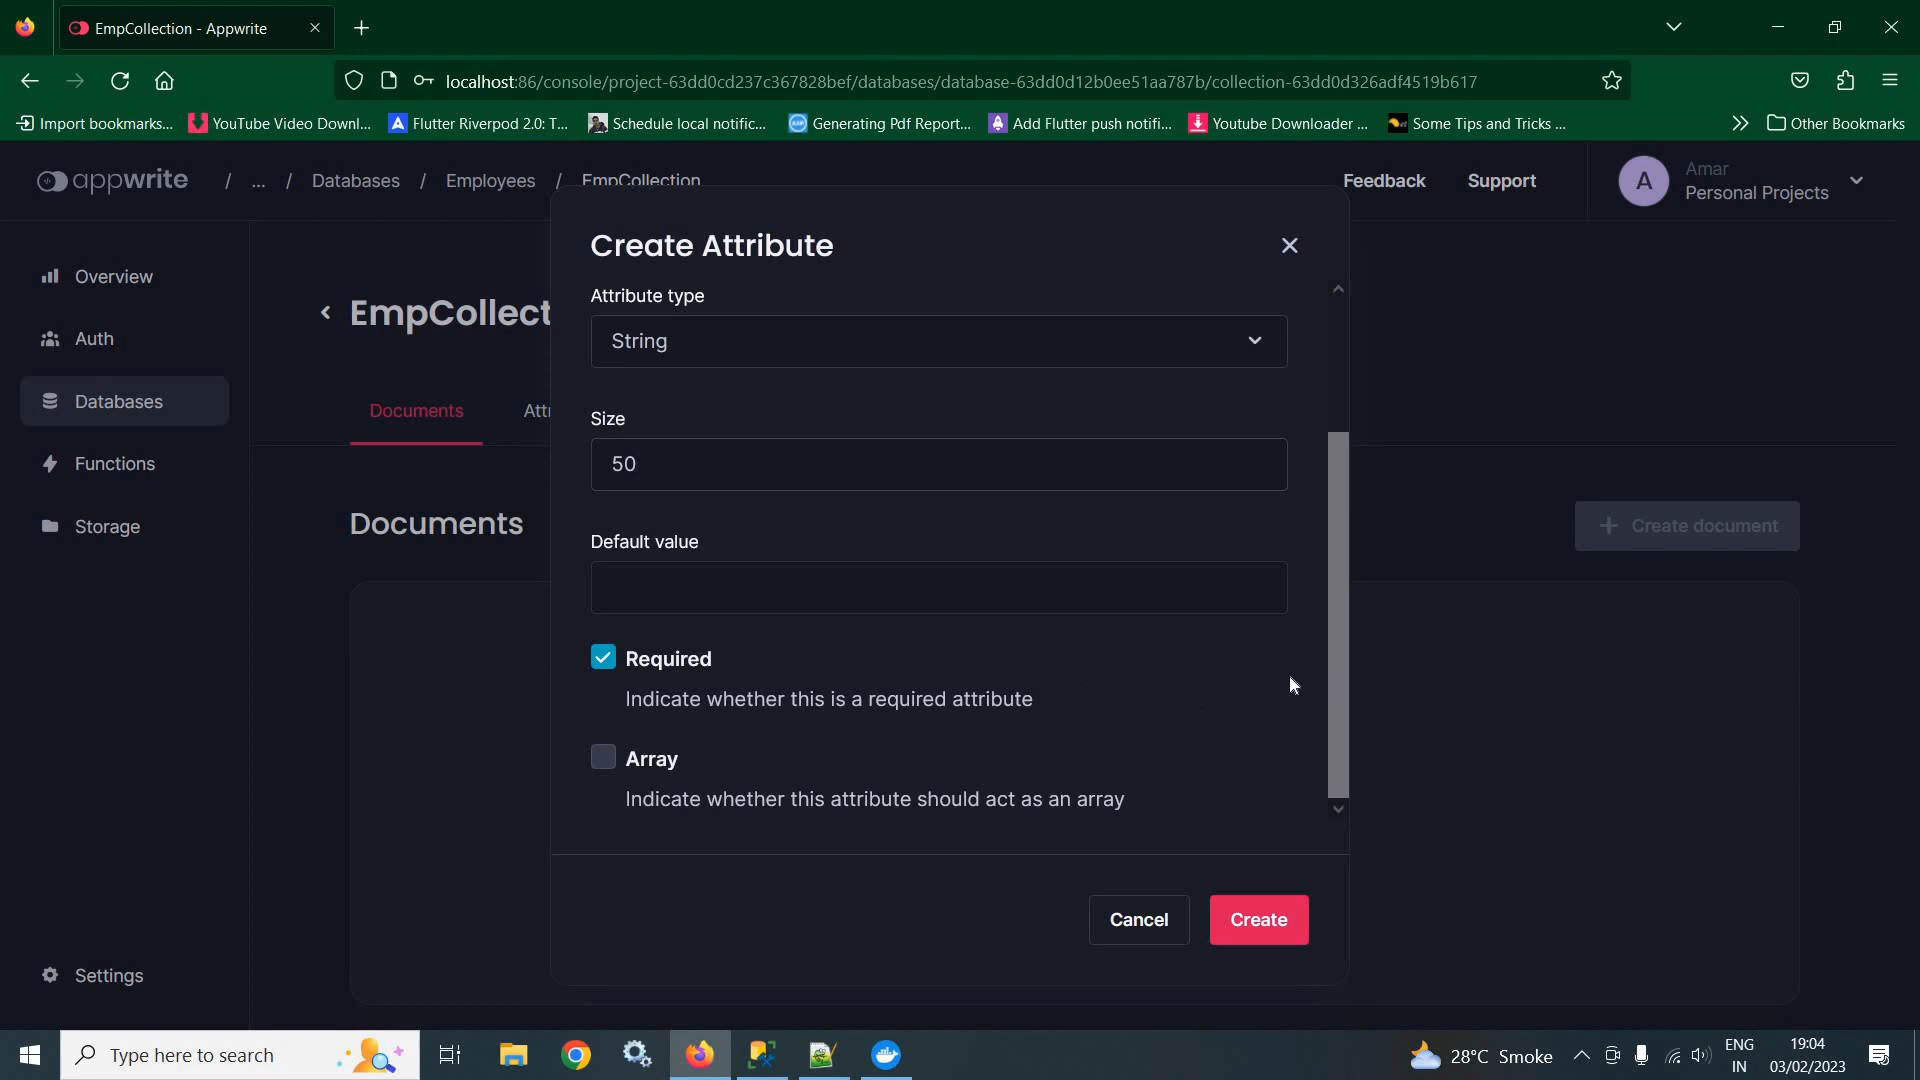 EmpCollection - Appwrite
localhost:86/console/project-63dd0cd237c367828bef/databases/database-63dd0d12b0ee51aa787b/collection-63dd0d326adf4519b617
Import bookmarks...
YouTube Video Downl...
Flutter Riverpod 2.0: T...
Schedule local notific...
Generating Pdf Report...
Add Flutter push notifi...
Youtube Downloader ...
Some Tips and Tricks ...
Other Bookmarks
appwrite / ... / Databases / Employees / EmpCollection
Feedback
Support
A
Amar
Personal Projects
Overview
Auth
Databases
Functions
Storage
Settings
EmpCollect
Documents
Att
Documents
Create document
Create Attribute
Attribute type
String
Size
50
Default value
Required
Indicate whether this is a required attribute
Array
Indicate whether this attribute should act as an array
Cancel
Create
Type here to search
28°C Smoke
ENG
IN
19:04
03/02/2023